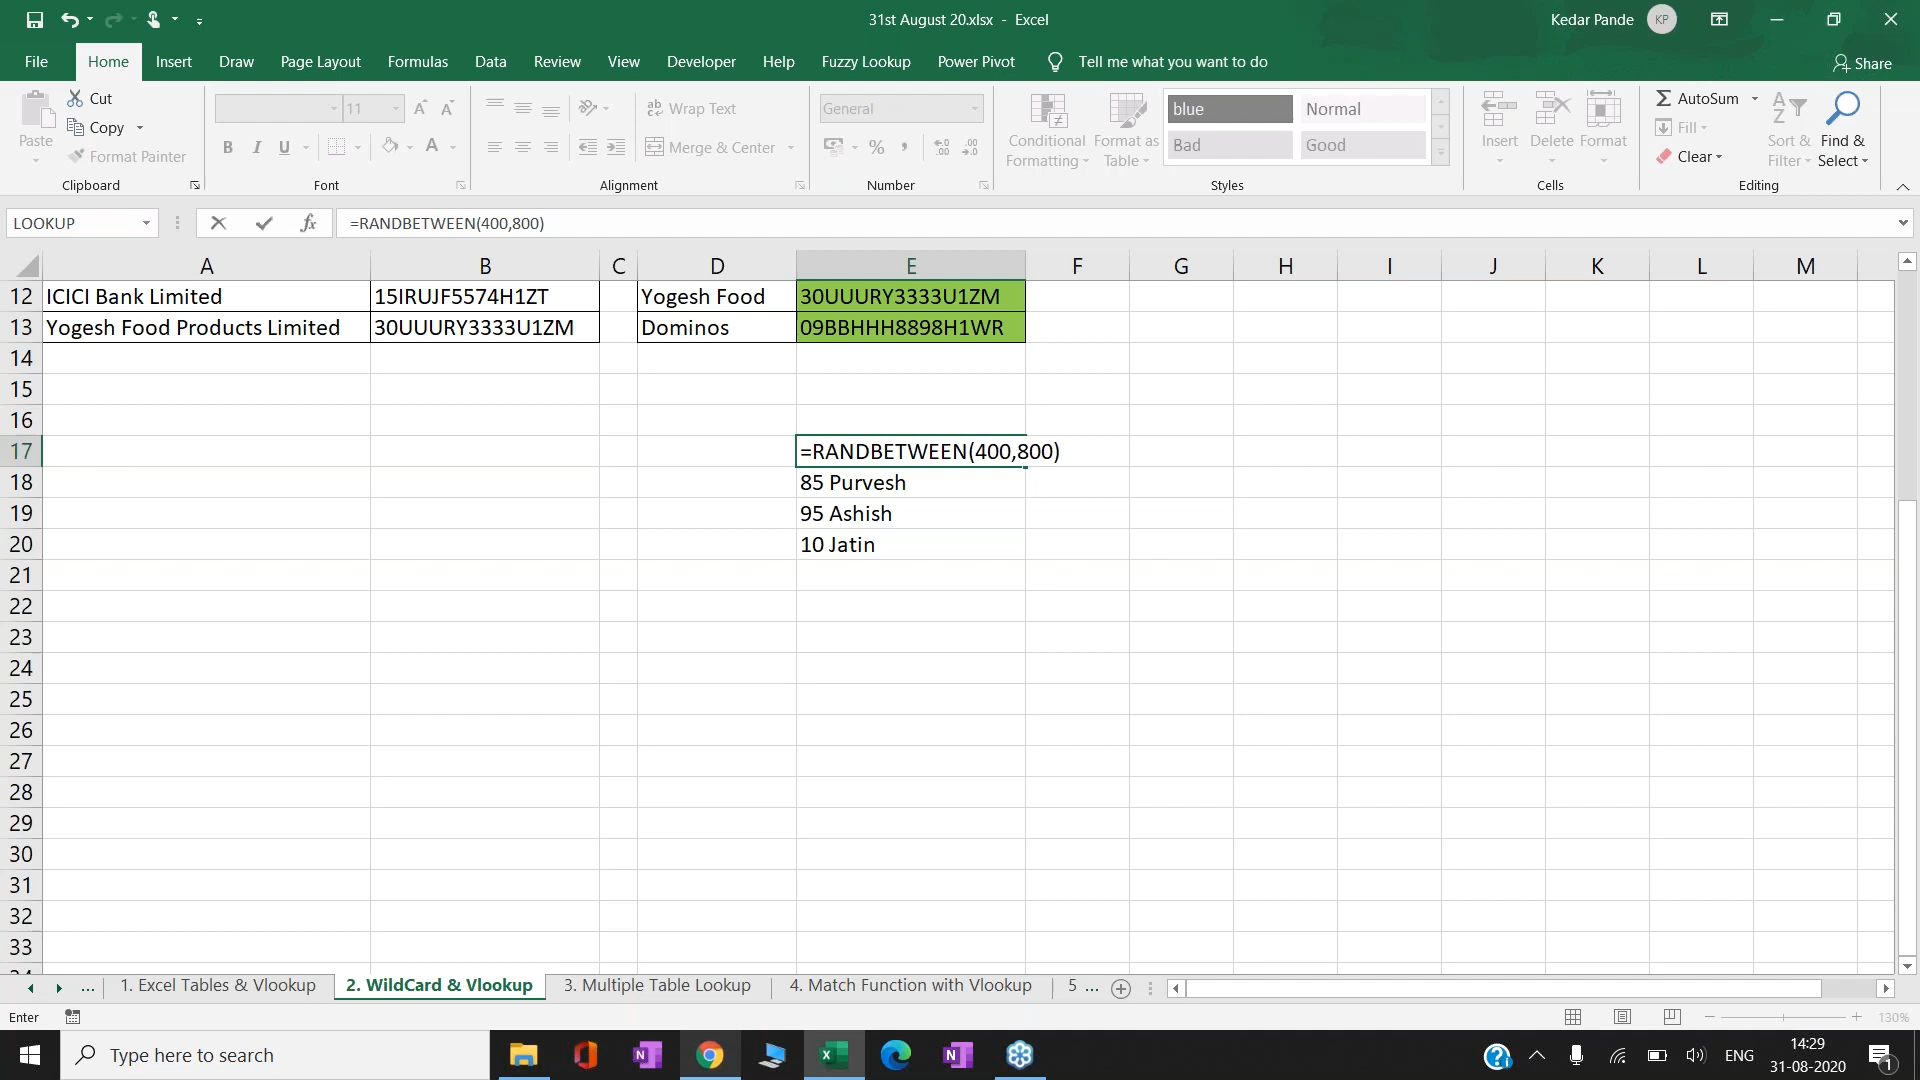 31st August 20.xlsx - Excel
Kedar Pande
KP
File
Home
Insert
Draw
Page Layout
Formulas
Data
Review
View
Developer
Help
Fuzzy Lookup
Power Pivot
Tell me what you want to do
Share
Paste
Cut
Copy
Format Painter
Clipboard
11
B I U
Font
Wrap Text
Merge & Center
Alignment
General
Number
Conditional
Formatting
Format as
Table
blue
Normal
Bad
Good
Styles
Insert
Delete
Format
Cells
AutoSum
Fill
Clear
Sort &
Filter
Find &
Select
Editing
LOOKUP
fx
=RANDBETWEEN(400,800)
A B C D E F G H I J K L M
12 ICICI Bank Limited 15IRUJF5574H1ZT Yogesh Food 30UUURY3333U1ZM
13 Yogesh Food Products Limited 30UUURY3333U1ZM Dominos 09BBHHH8898H1WR
14
15
16
17 =RANDBETWEEN(400,800)
18 85 Purvesh
19 95 Ashish
20 10 Jatin
21
22
23
24
25
26
27
28
29
30
31
32
33
... 1. Excel Tables & Vlookup 2. WildCard & Vlookup 3. Multiple Table Lookup 4. Match Function with Vlookup 5 ...
Enter
130%
Type here to search
ENG
14:29
31-08-2020
1